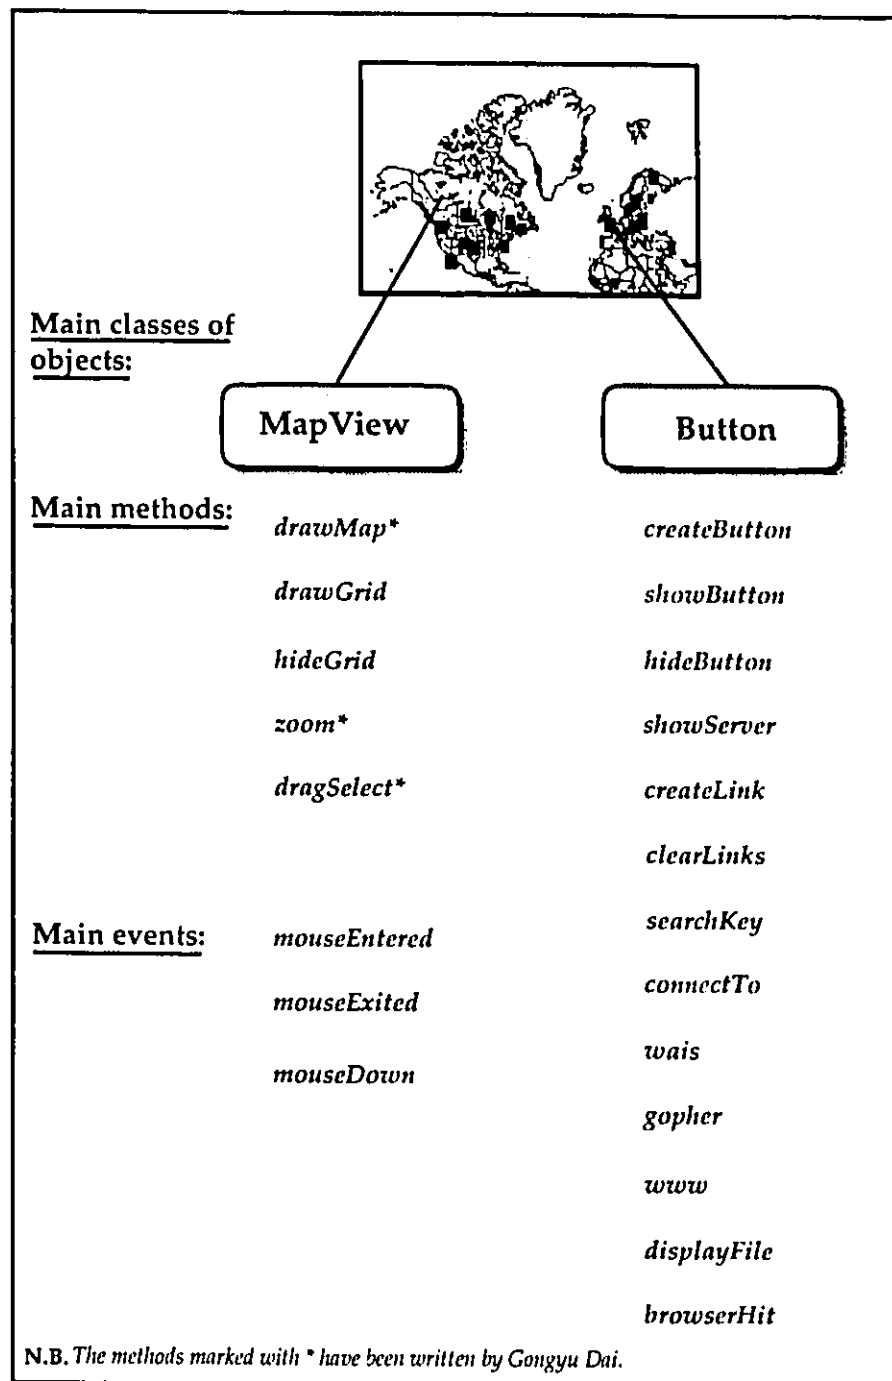 Main classes of
objects:
MapView
Button
Main methods:
drawMap*
drawGrid
hideGrid
zoom*
dragSelect*
createButton
showButton
hideButton
showServer
createLink
clearLinks
searchKey
connectTo
wais
gopher
www
displayFile
browserHit
Main events:
mouseEntered
mouseExited
mouseDown
N.B. The methods marked with * have been written by Gongyu Dai.